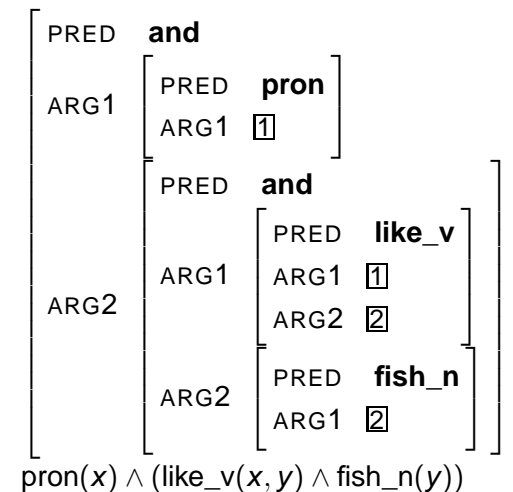 PRED and
PRED pron
ARG1
ARG1 1
PRED and
PRED like_v
ARG1 ARG1 1
ARG2 2
ARG2
PRED fish_n
ARG2
ARG1 2
pron(x) ∧ (like_v(x, y) ∧ fish_n(y))